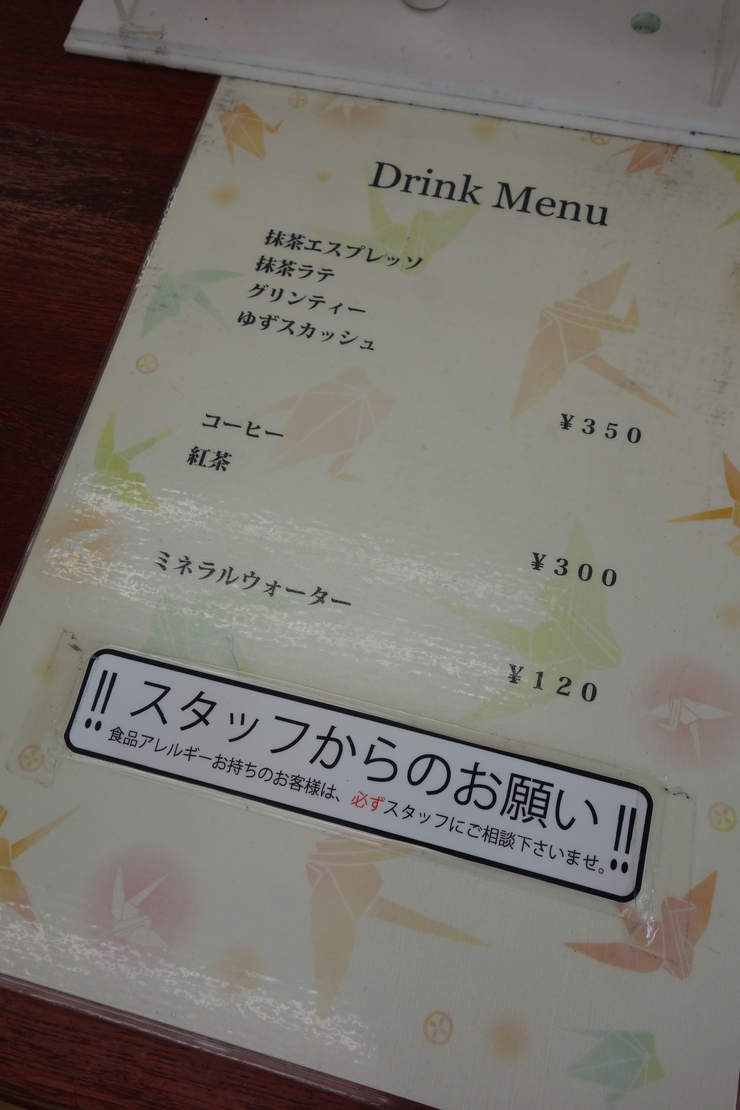 Drink Menu
抹茶エスプレッソ
抹茶ラテ
グリンティー
ゆずスカッシュ
￥３５０
コーヒー
紅茶
￥３００
ミネラルウォーター
￥１２０
!! スタッフからのお願い !!
食品アレルギーお持ちのお客様は、必ずスタッフにご相談下さいませ。